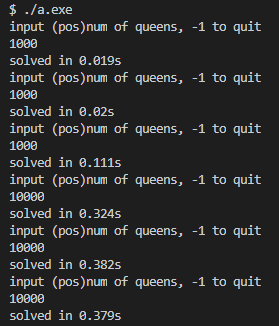 $ ./a.exe
input (pos)num of queens, -1 to quit
1000
solved in 0.019s
input (pos)num of queens, -1 to quit
1000
solved in 0.02s
input (pos)num of queens, -1 to quit
1000
solved in 0.111s
input (pos)num of queens, -1 to quit
10000
solved in 0.324s
input (pos)num of queens, -1 to quit
10000
solved in 0.382s
input (pos)num of queens, -1 to quit
10000
solved in 0.379s